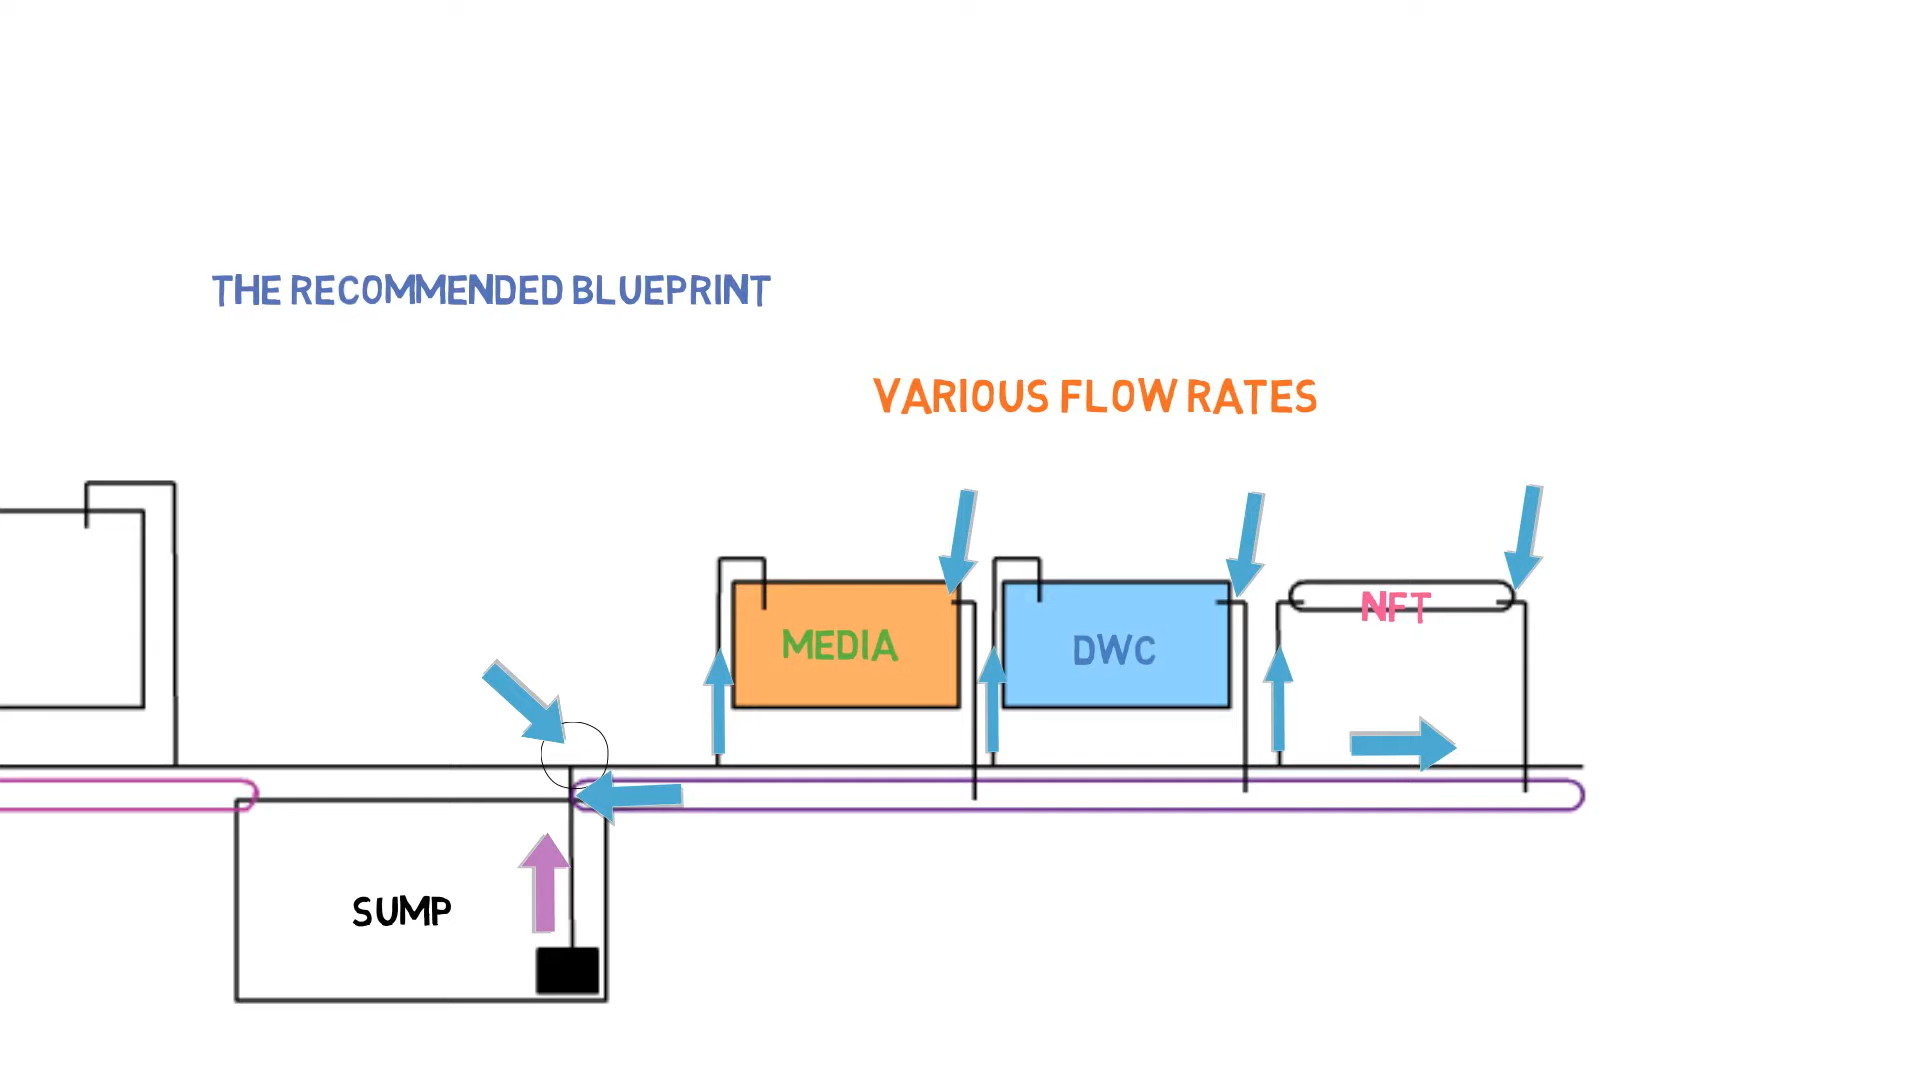 THE RECOMMENDED BLUEPRINT
VARIOUS FLOW RATES
MEDIA
DWC
NFT
SUMP